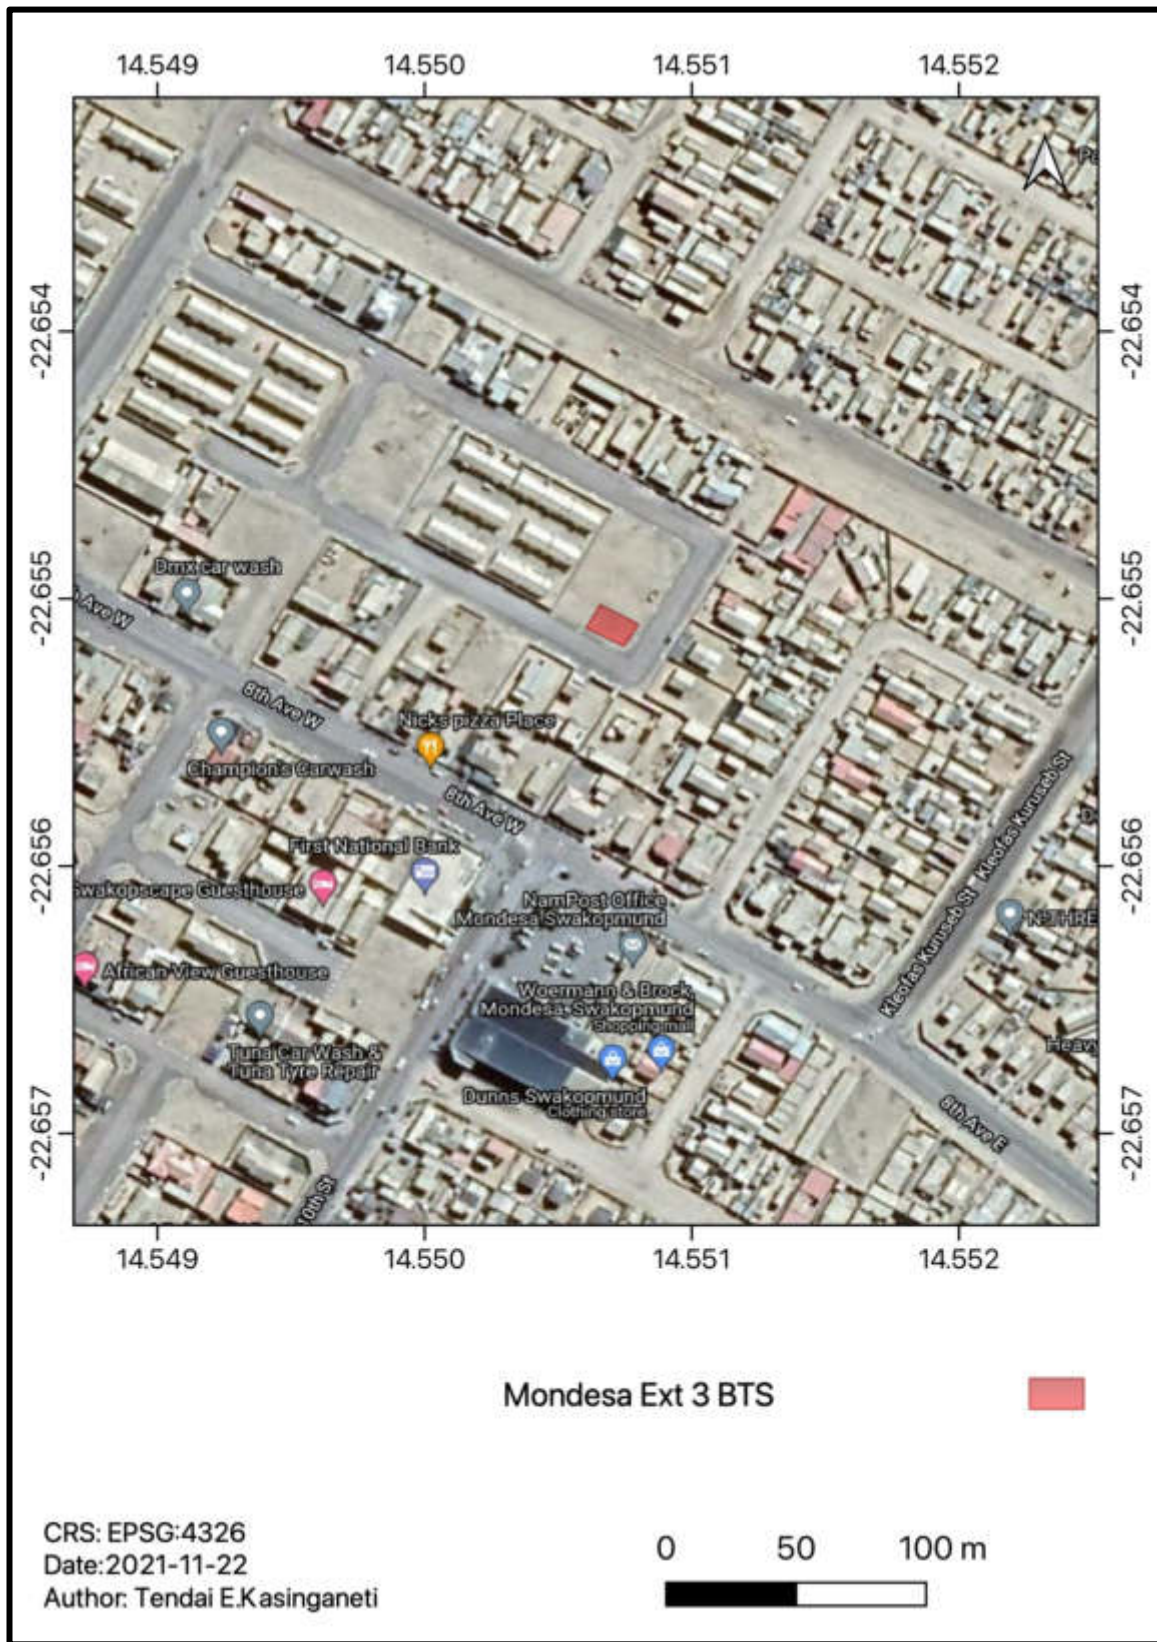 14.549 14.550 14.551 14.552
-22.654 -22.654
-22.655 -22.655
Dmx car wash
Ave W
8th Ave W
Nicks pizza Place
Champion's Carwash
8th Ave W
Kleofas Kuruseb St
-22.656 -22.656
First National Bank
Swakopscape Guesthouse
NamPost Office
Mondesa Swakopmund
Kleofas Kuruseb St
African View Guesthouse
Woermann & Brock,
Mondesa, Swakopmund
Shopping mall
Tuna Car Wash &
Tuna Tyre Repair
Heavy
Dunns Swakopmund
Clothing store
8th Ave E
-22.657 -22.657
10th St
14.549 14.550 14.551 14.552
Mondesa Ext 3 BTS
CRS: EPSG:4326
Date:2021-11-22
Author: Tendai E.Kasinganeti
0 50 100 m